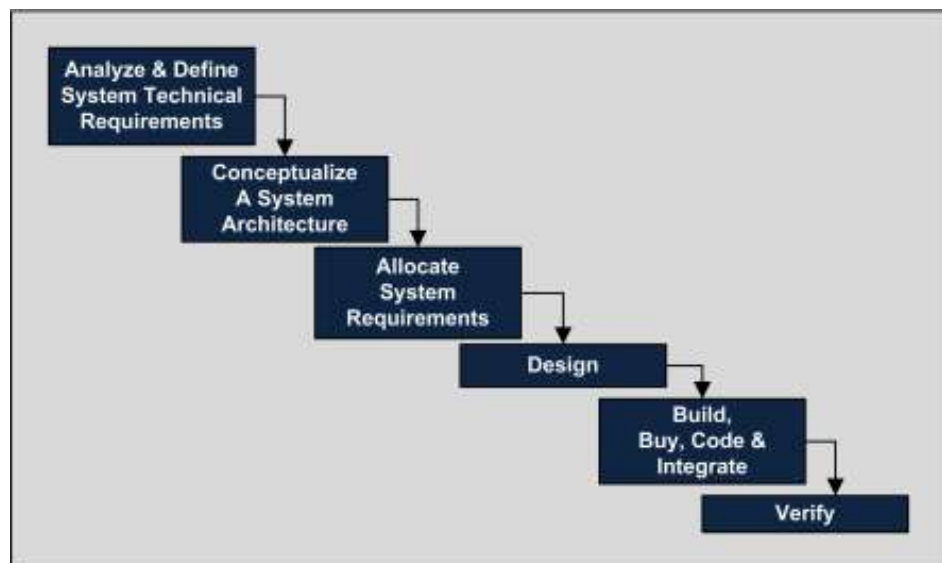 Analyze & Define
System Technical
Requirements
Conceptualize
A System
Architecture
Allocate
System
Requirements
Design
Build,
Buy, Code &
Integrate
Verify